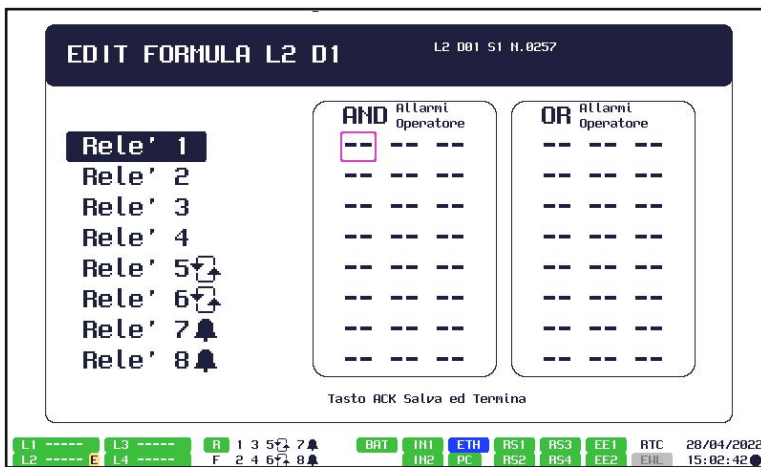 EDIT FORMULA L2 D1
L2 D01 S1 N.0257
AND Allarmi Operatore
OR Allarmi Operatore
Rele' 1 -- -- -- -- -- --
Rele' 2 -- -- -- -- -- --
Rele' 3 -- -- -- -- -- --
Rele' 4 -- -- -- -- -- --
Rele' 5 -- -- -- -- -- --
Rele' 6 -- -- -- -- -- --
Rele' 7 -- -- -- -- -- --
Rele' 8 -- -- -- -- -- --
Tasto ACK Salva ed Termina
L1 ----- L3 ----- R 1 3 5 7 BAT IN1 ETH RS1 RS3 EE1 RTC 28/04/2022
L2 ----- E L4 ----- F 2 4 6 8 IN2 PC RS2 RS4 EE2 EWL 15:02:42